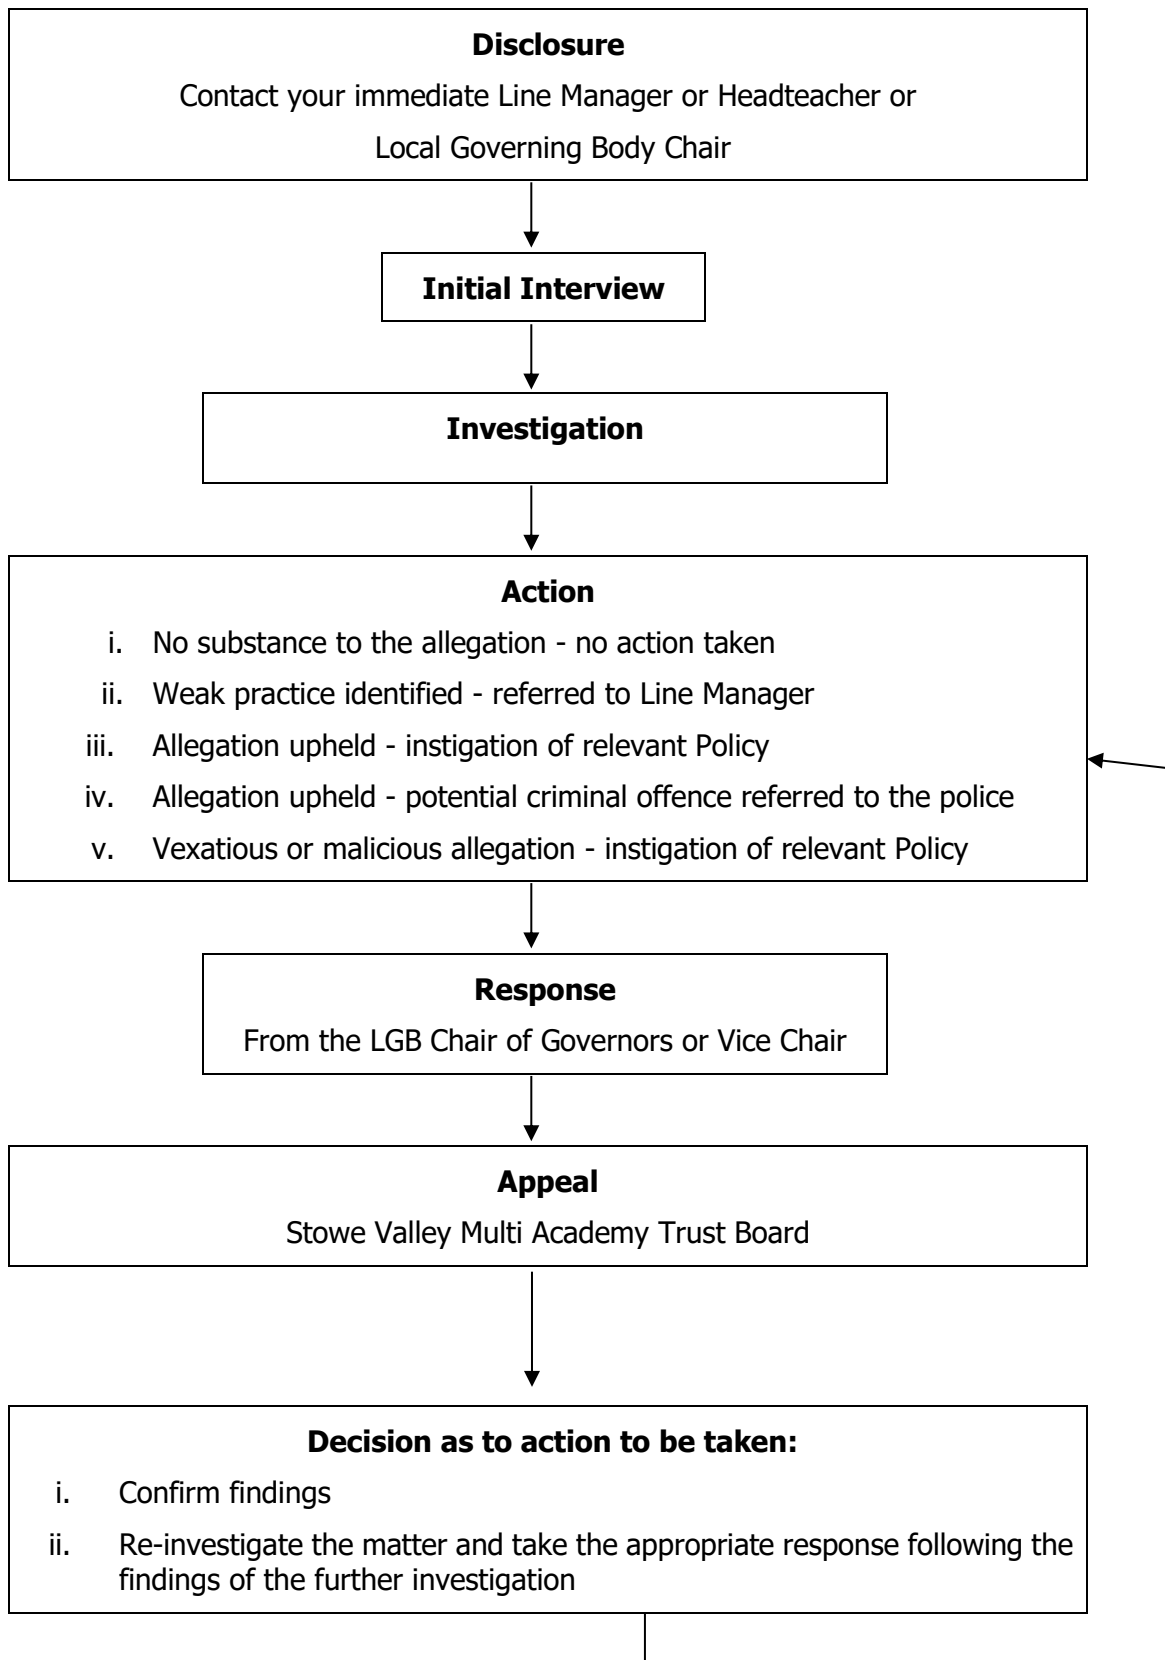 Disclosure
Contact your immediate Line Manager or Headteacher or
Local Governing Body Chair
Initial Interview
Investigation
Action
i. No substance to the allegation - no action taken
ii. Weak practice identified - referred to Line Manager
iii. Allegation upheld - instigation of relevant Policy
iv. Allegation upheld - potential criminal offence referred to the police
v. Vexatious or malicious allegation - instigation of relevant Policy
Response
From the LGB Chair of Governors or Vice Chair
Appeal
Stowe Valley Multi Academy Trust Board
Decision as to action to be taken:
i. Confirm findings
ii. Re-investigate the matter and take the appropriate response following the
findings of the further investigation